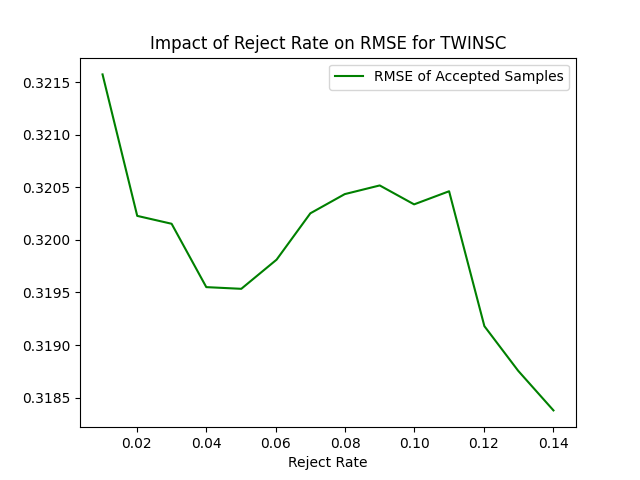 Impact of Reject Rate on RMSE for TWINSC
RMSE of Accepted Samples
0.3215
0.3210
0.3205
0.3200
0.3195
0.3190
0.3185
0.02 0.04 0.06 0.08 0.10 0.12 0.14
Reject Rate